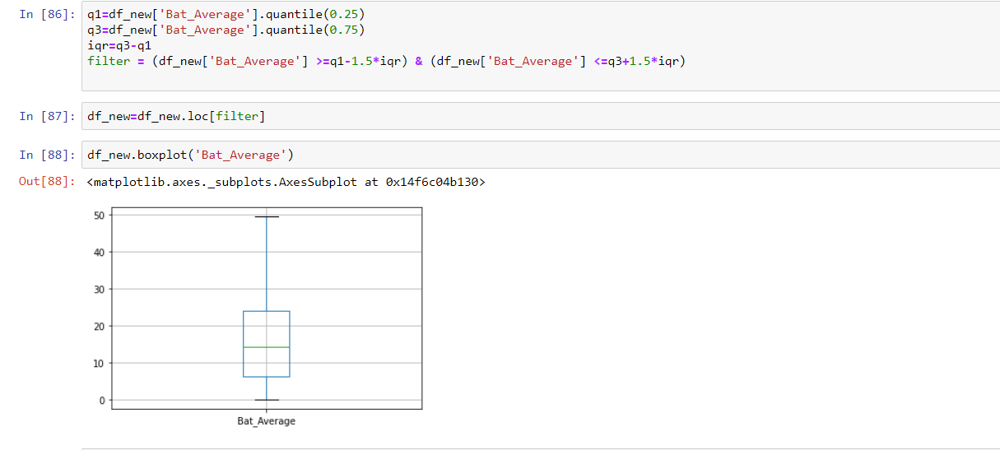 In [86]: q1=df_new['Bat_Average'].quantile(0.25)
q3=df_new['Bat_Average'].quantile(0.75)
iqr=q3-q1
filter = (df_new['Bat_Average'] >=q1-1.5*iqr) & (df_new['Bat_Average'] <=q3+1.5*iqr)
In [87]: df_new=df_new.loc[filter]
In [88]: df_new.boxplot('Bat_Average')
Out[88]: <matplotlib.axes._subplots.AxesSubplot at 0x14f6c04b130>
50
40
30
20
10
0
Bat_Average